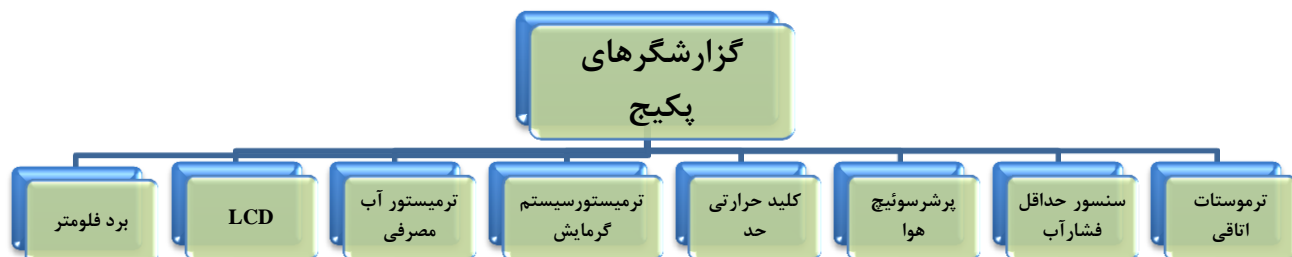 گزارشگرهای
پکیج
ترموستات
اتاقی
سنسور حداقل
فشارآب
پرشرسوئیچ
هوا
کلید حرارتی
حد
ترمیستورسیستم
گرمایش
ترمیستور آب
مصرفی
LCD
برد فلومتر